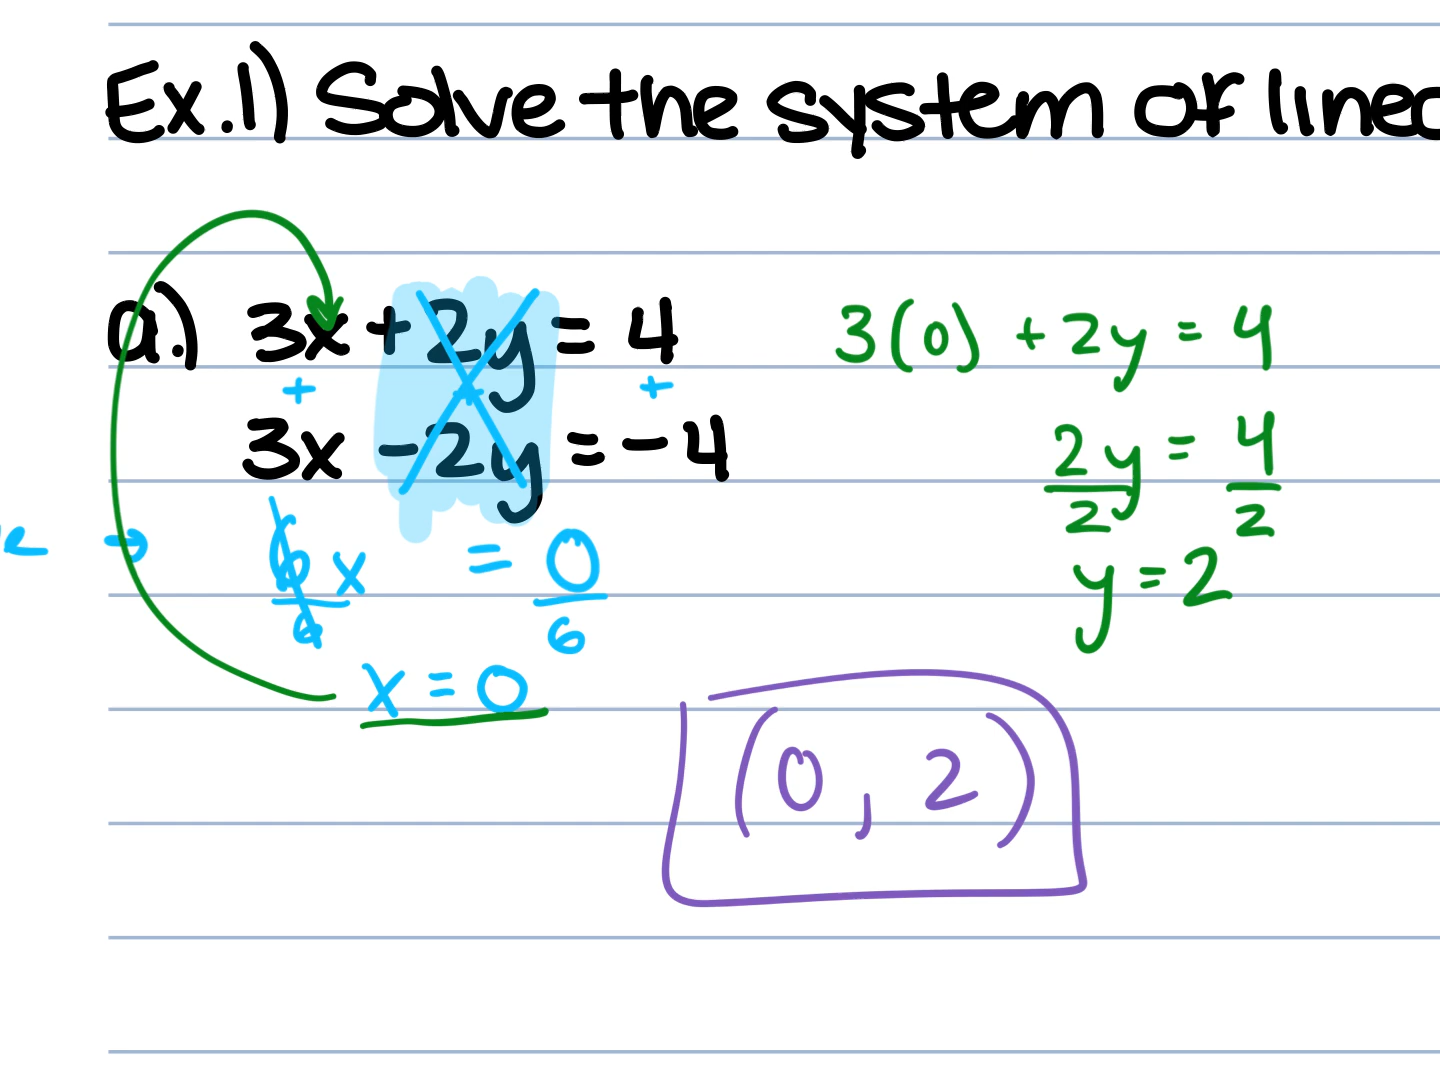 Ex.1) Solve the system of
a.) 3x + 2y = 4
+ + +
3x - 2y = -4
6x = 0
6 6
x = 0
3(0) + 2y = 4
2y = 4
2 2
y = 2
(0, 2)